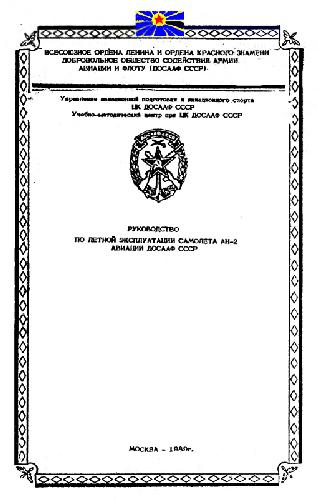 ВСЕСОЮЗНОЕ ОРДЕНА ЛЕНИНА И ОРДЕНА КРАСНОГО ЗНАМЕНИ
ДОБРОВОЛЬНОЕ ОБЩЕСТВО СОДЕЙСТВИЯ АРМИИ,
АВИАЦИИ И ФЛОТУ (ДОСААФ СССР).
Управление авиационной подготовки и авиационного спорта
ЦК ДОСААФ СССР
Учебно-методический центр при ЦК ДОСААФ СССР
РУКОВОДСТВО
ПО ЛЕТНОЙ ЭКСПЛУАТАЦИИ САМОЛЕТА АН-2
АВИАЦИИ ДОСААФ СССР
МОСКВА -